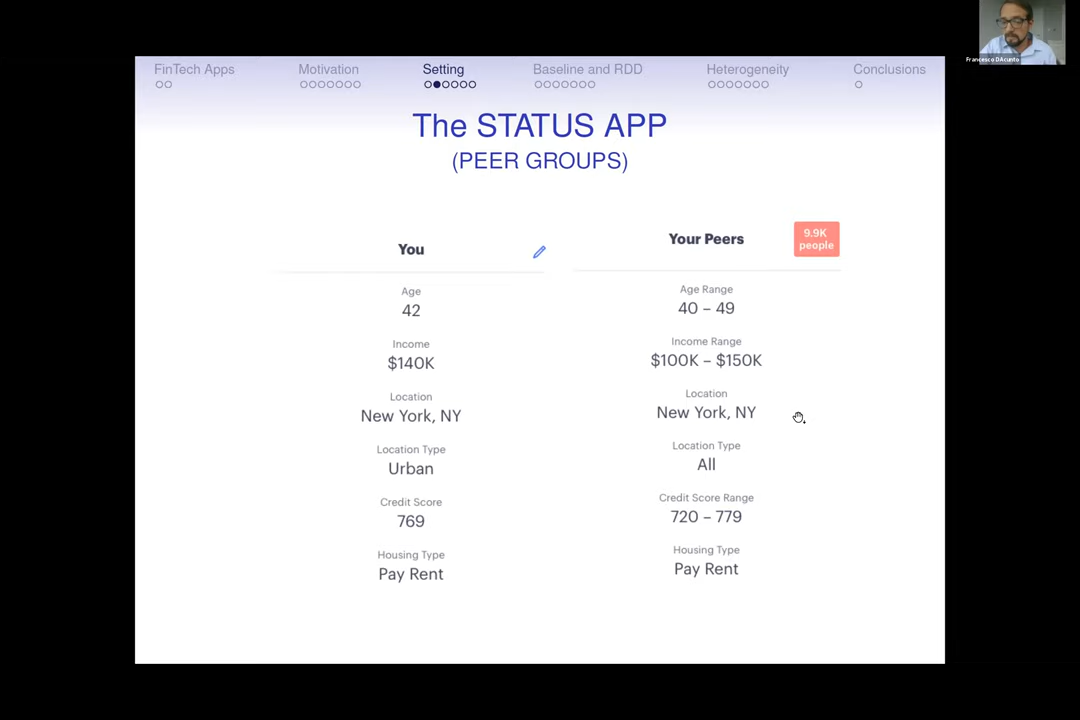 Francesco DAcunto
FinTech Apps
Motivation
Setting
Baseline and RDD
Heterogeneity
Conclusions
The STATUS APP
(PEER GROUPS)
You
Age
42
Income
$140K
Location
New York, NY
Location Type
Urban
Credit Score
769
Housing Type
Pay Rent
Your Peers
9.9K
people
Age Range
40 – 49
Income Range
$100K – $150K
Location
New York, NY
Location Type
All
Credit Score Range
720 – 779
Housing Type
Pay Rent